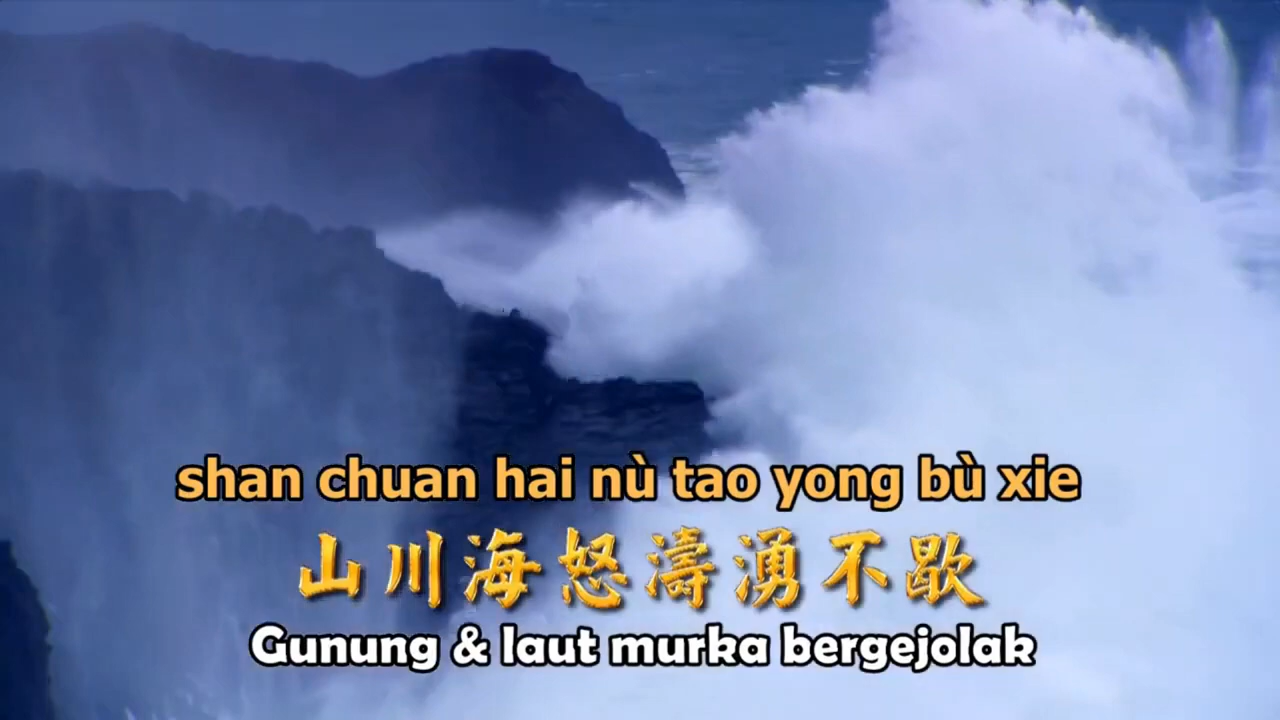 shan chuan hai nù tao yong bù xie
山川海怒濤湧不歇
Gunung & laut murka bergejolak